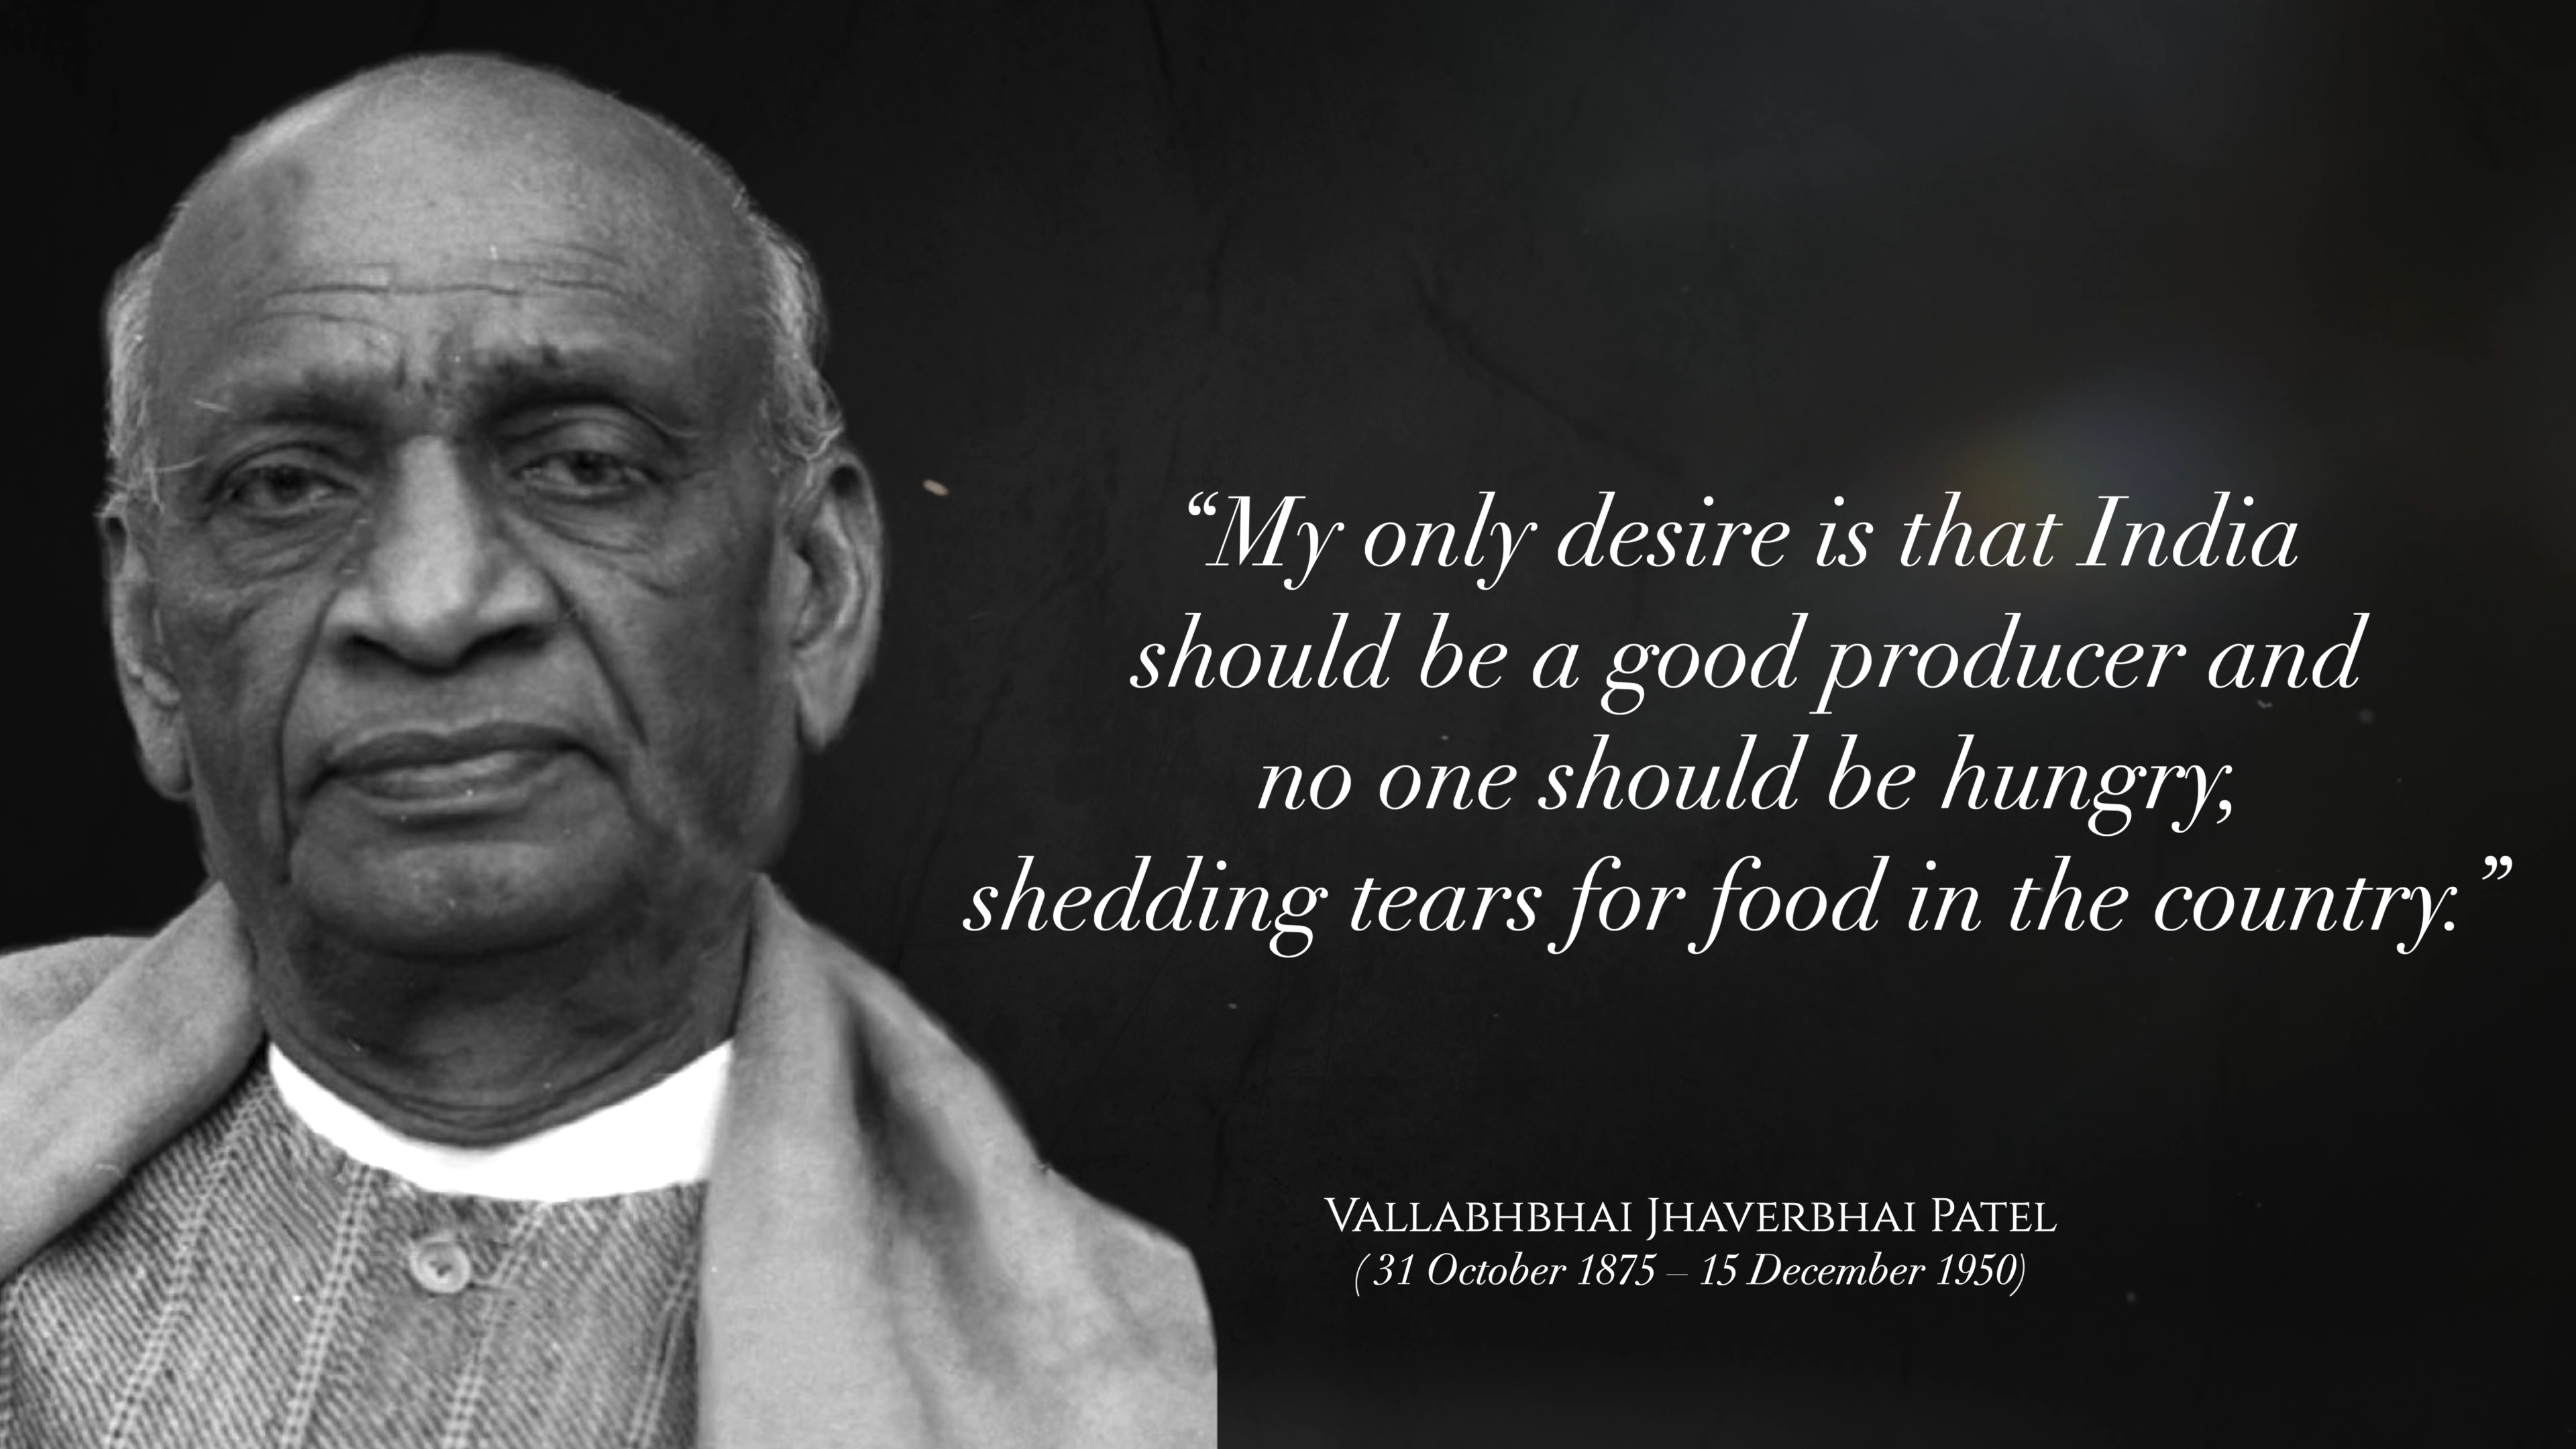 “My only desire is that India
should be a good producer and
no one should be hungry,
shedding tears for food in the country.”
Vallabhbhai Jhaverbhai Patel
( 31 October 1875 – 15 December 1950)